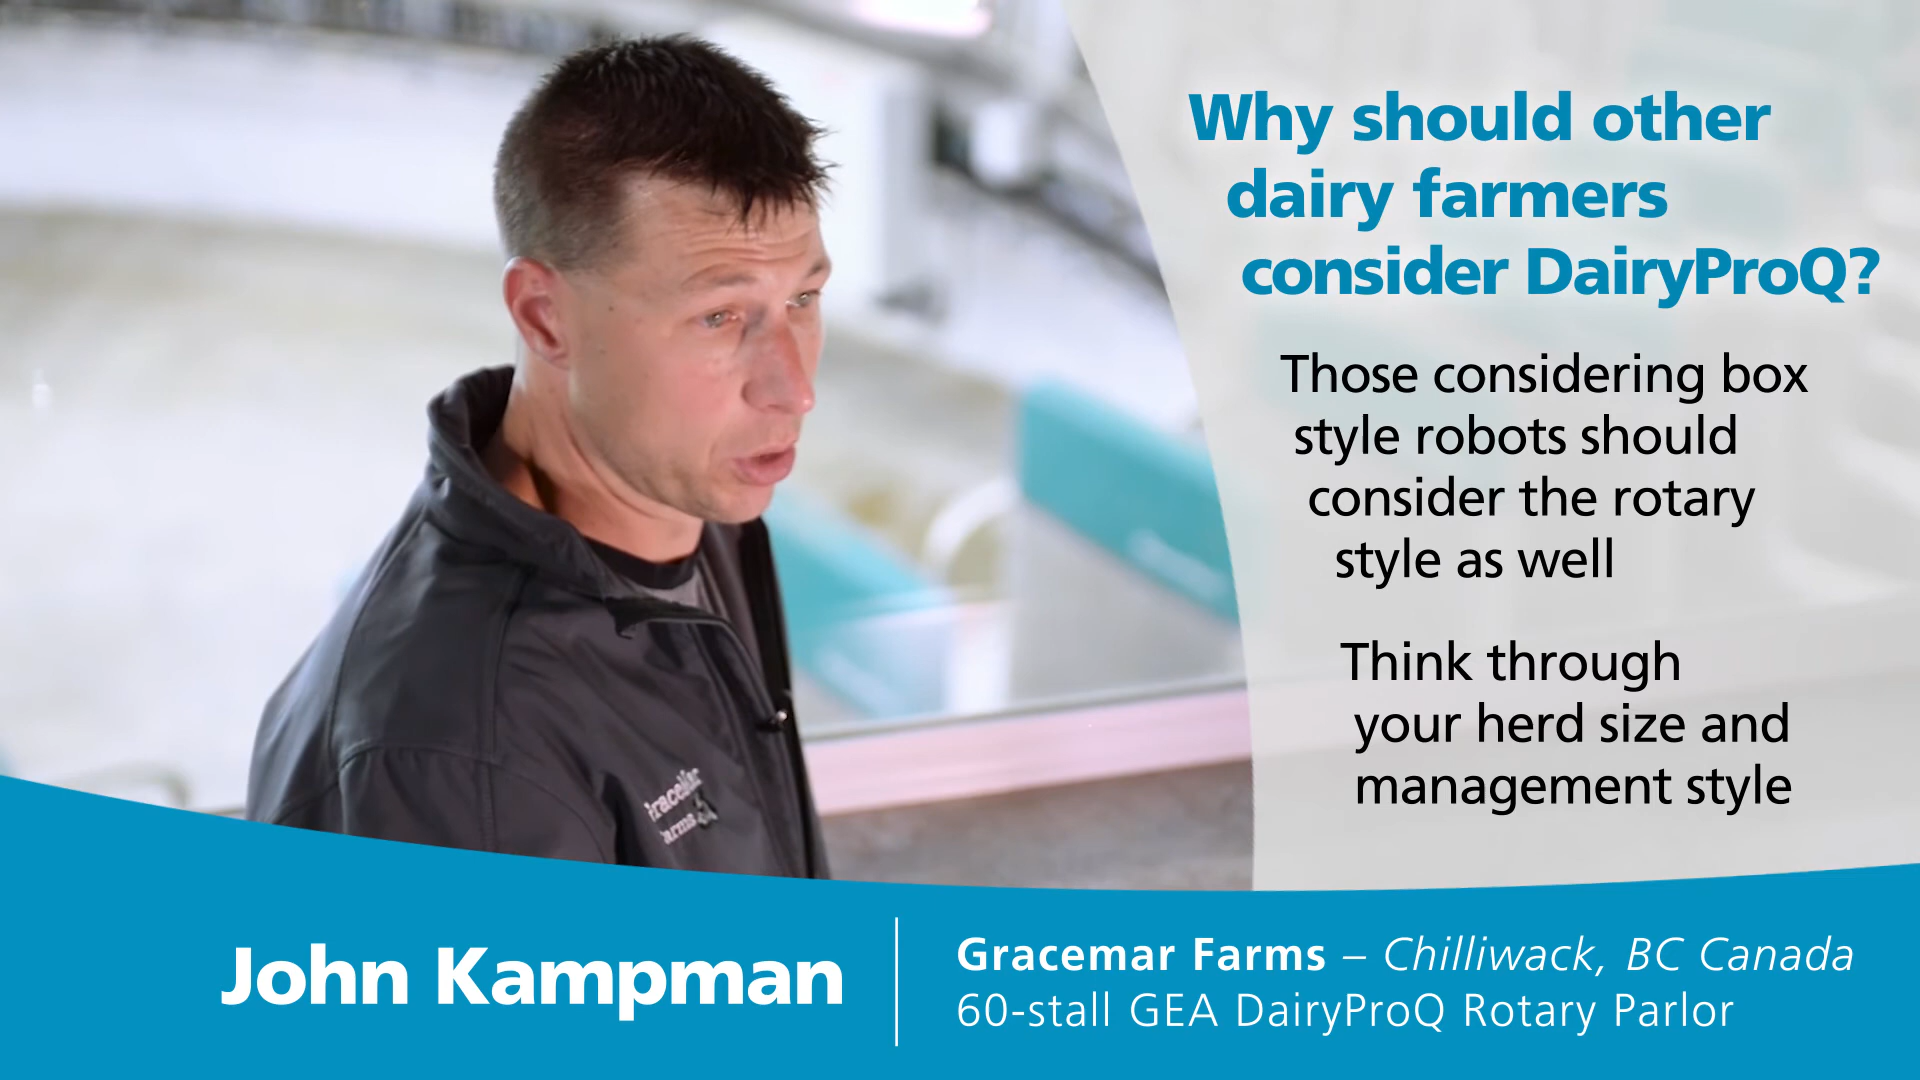 Why should other
dairy farmers
consider DairyProQ?
Those considering box
style robots should
consider the rotary
style as well
Think through
your herd size and
management style
John Kampman
Gracemar Farms – Chilliwack, BC Canada
60-stall GEA DairyProQ Rotary Parlor